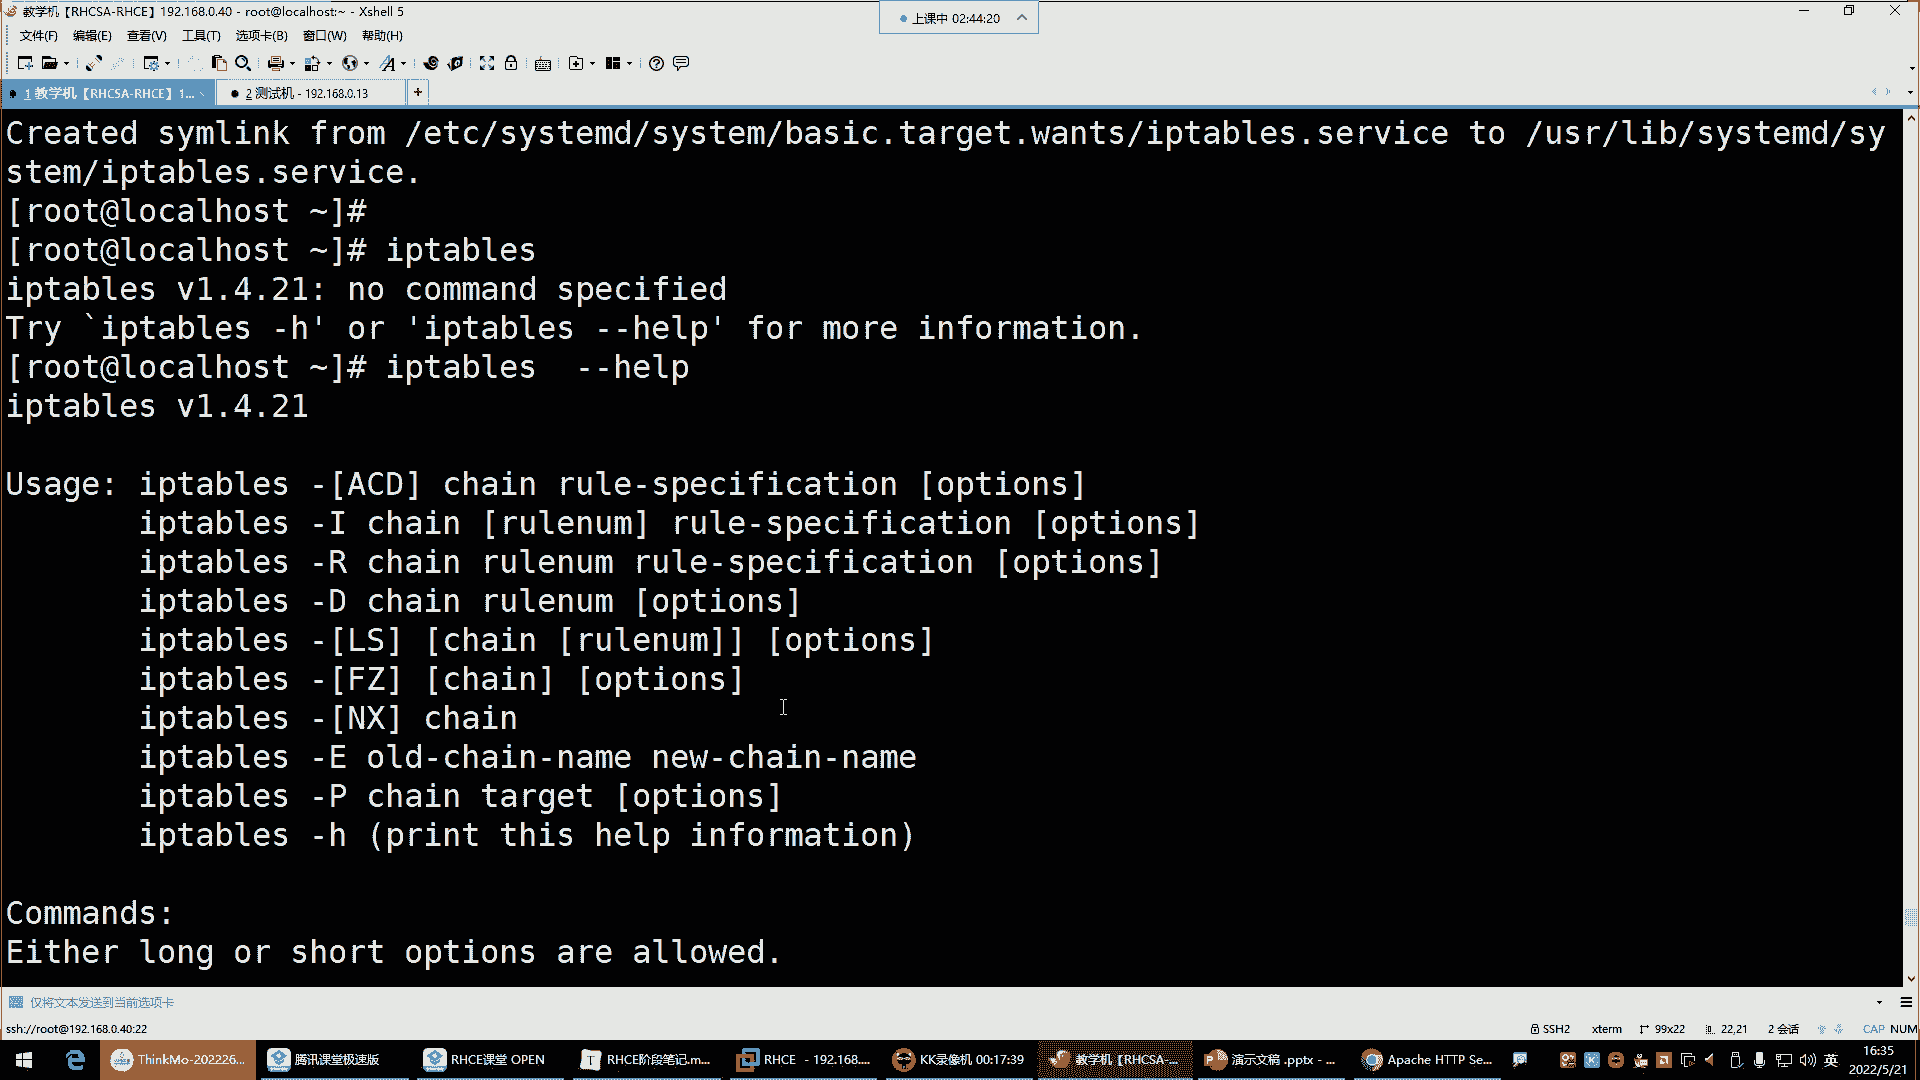 教学机【RHCSA-RHCE】192.168.0.40 - root@localhost:~ - Xshell 5
上课中 02:44:20
文件(F) 编辑(E) 查看(V) 工具(T) 选项卡(B) 窗口(W) 帮助(H)
1 教学机【RHCSA-RHCE】1... 2 测试机 - 192.168.0.13 +
Created symlink from /etc/systemd/system/basic.target.wants/iptables.service to /usr/lib/systemd/sy
stem/iptables.service.
[root@localhost ~]#
[root@localhost ~]# iptables
iptables v1.4.21: no command specified
Try `iptables -h' or 'iptables --help' for more information.
[root@localhost ~]# iptables  --help
iptables v1.4.21
Usage: iptables -[ACD] chain rule-specification [options]
iptables -I chain [rulenum] rule-specification [options]
iptables -R chain rulenum rule-specification [options]
iptables -D chain rulenum [options]
iptables -[LS] [chain [rulenum]] [options]
iptables -[FZ] [chain] [options]
iptables -[NX] chain
iptables -E old-chain-name new-chain-name
iptables -P chain target [options]
iptables -h (print this help information)
Commands:
Either long or short options are allowed.
仅将文本发送到当前选项卡
ssh://root@192.168.0.40:22 SSH2 xterm 99x22 22,21 2 会话 CAP NUM
ThinkMo-202226... 腾讯课堂极速版 RHCE课堂 OPEN RHCE阶段笔记.m... RHCE - 192.168.... KK录像机 00:17:39 教学机【RHCSA-... 演示文稿 .pptx - ... Apache HTTP Se... 英 16:35
2022/5/21